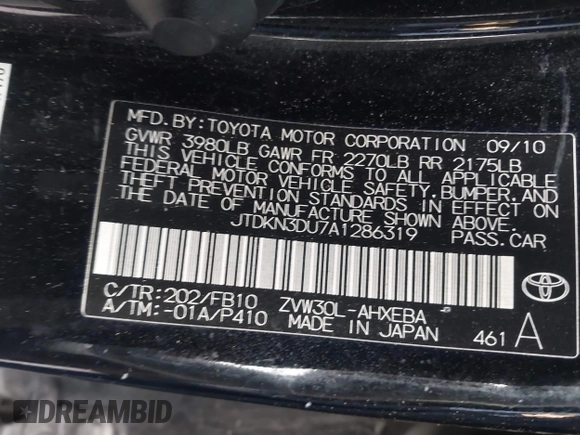 MFD. BY: TOYOTA MOTOR CORPORATION 09/10
GVWR 3980LB GAWR FR 2270LB RR 2175LB
THIS VEHICLE CONFORMS TO ALL APPLICABLE
FEDERAL MOTOR VEHICLE SAFETY, BUMPER, AND
THEFT PREVENTION STANDARDS IN EFFECT ON
THE DATE OF MANUFACTURE SHOWN ABOVE.
JTDKN3DU7A1286319 PASS.CAR
C/TR:202/FB10 ZVW30L-AHXEBA
A/TM:-01A/P410 MADE IN JAPAN 461 A
TOYOTA
DREAMBID